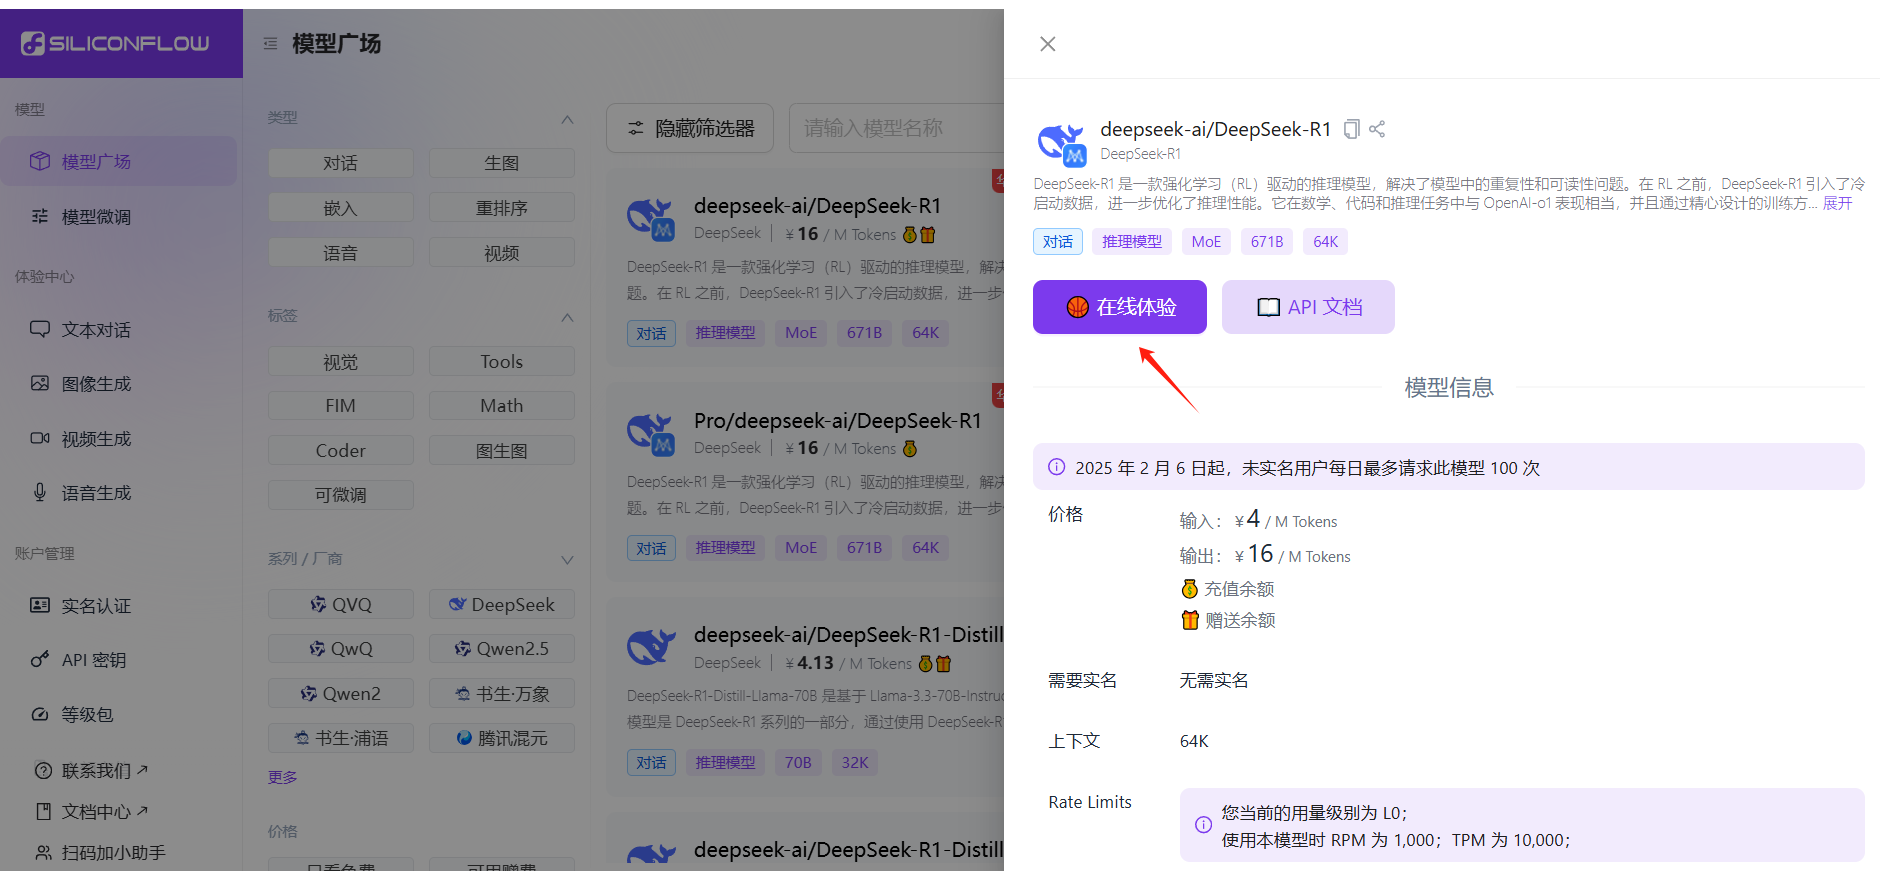 SILICONFLOW
模型
模型广场
模型微调
体验中心
文本对话
图像生成
视频生成
语音生成
账户管理
实名认证
API 密钥
等级包
联系我们
文档中心
扫码加小助手
模型广场
类型
对话
生图
嵌入
重排序
语音
视频
标签
视觉
Tools
FIM
Math
Coder
图生图
可微调
系列 / 厂商
QVQ
DeepSeek
QwQ
Qwen2.5
Qwen2
书生·万象
书生·浦语
腾讯混元
更多
价格
只看免费
可用赠费
隐藏筛选器
请输入模型名称
deepseek-ai/DeepSeek-R1
DeepSeek | ¥ 16 / M Tokens
DeepSeek-R1 是一款强化学习（RL）驱动的推理模型，解决
题。在 RL 之前，DeepSeek-R1 引入了冷启动数据，进一步
对话 推理模型 MoE 671B 64K
Pro/deepseek-ai/DeepSeek-R1
DeepSeek | ¥ 16 / M Tokens
DeepSeek-R1 是一款强化学习（RL）驱动的推理模型，解决
题。在 RL 之前，DeepSeek-R1 引入了冷启动数据，进一步
对话 推理模型 MoE 671B 64K
deepseek-ai/DeepSeek-R1-Distill
DeepSeek | ¥ 4.13 / M Tokens
DeepSeek-R1-Distill-Llama-70B 是基于 Llama-3.3-70B-Instruc
模型是 DeepSeek-R1 系列的一部分，通过使用 DeepSeek-R1
对话 推理模型 70B 32K
deepseek-ai/DeepSeek-R1-Distill
deepseek-ai/DeepSeek-R1
DeepSeek-R1
DeepSeek-R1 是一款强化学习（RL）驱动的推理模型，解决了模型中的重复性和可读性问题。在 RL 之前，DeepSeek-R1 引入了冷
启动数据，进一步优化了推理性能。它在数学、代码和推理任务中与 OpenAI-o1 表现相当，并且通过精心设计的训练方... 展开
对话 推理模型 MoE 671B 64K
在线体验
API 文档
模型信息
2025 年 2 月 6 日起，未实名用户每日最多请求此模型 100 次
价格
输入： ¥ 4 / M Tokens
输出： ¥ 16 / M Tokens
充值余额
赠送余额
需要实名 无需实名
上下文 64K
Rate Limits
您当前的用量级别为 L0；
使用本模型时 RPM 为 1,000；TPM 为 10,000；